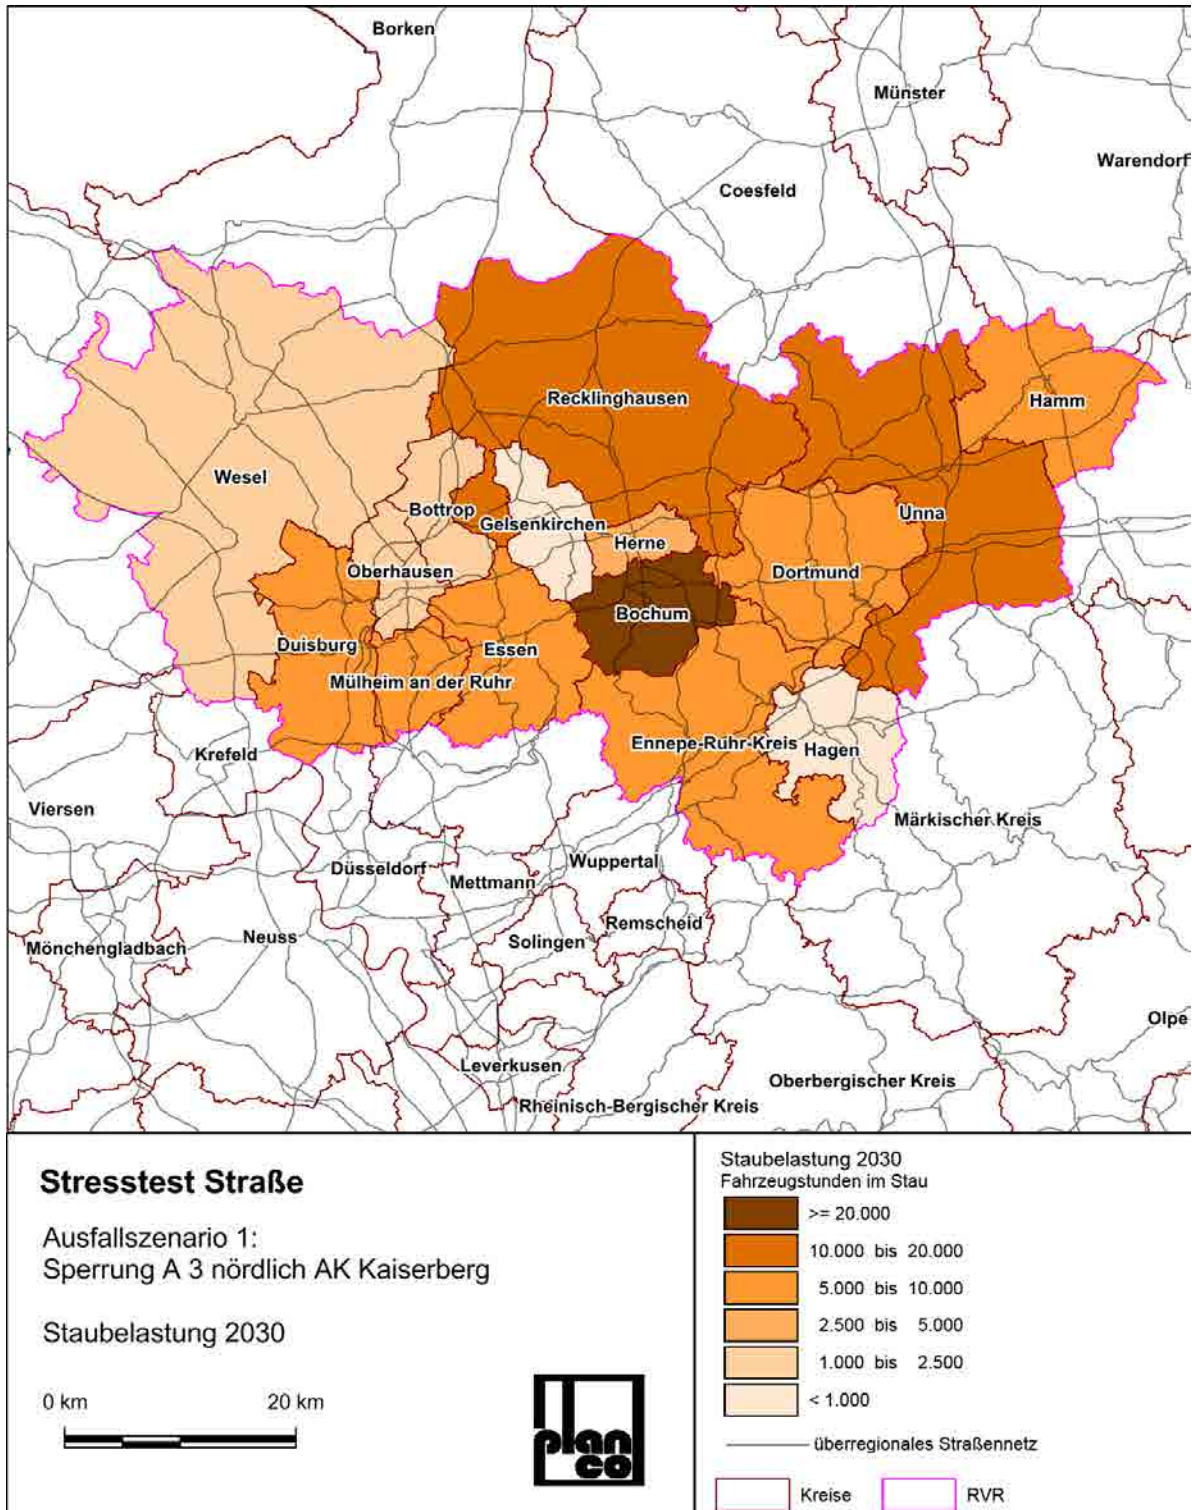 Borken
Münster
Warendorf
Coesfeld
Recklinghausen
Hamm
Wesel
Bottrop
Gelsenkirchen
Unna
Herne
Oberhausen
Dortmund
Bochum
Duisburg
Essen
Mülheim an der Ruhr
Ennepe-Ruhr-Kreis
Hagen
Krefeld
Viersen
Märkischer Kreis
Wuppertal
Düsseldorf
Mettmann
Remscheid
Neuss
Solingen
Mönchengladbach
Olpe
Leverkusen
Oberbergischer Kreis
Rheinisch-Bergischer Kreis
Stresstest Straße
Ausfallszenario 1:
Sperrung A 3 nördlich AK Kaiserberg
Staubelastung 2030
0 km 20 km
plan
co
Staubelastung 2030
Fahrzeugstunden im Stau
>= 20.000
10.000 bis 20.000
5.000 bis 10.000
2.500 bis 5.000
1.000 bis 2.500
< 1.000
überregionales Straßennetz
Kreise RVR